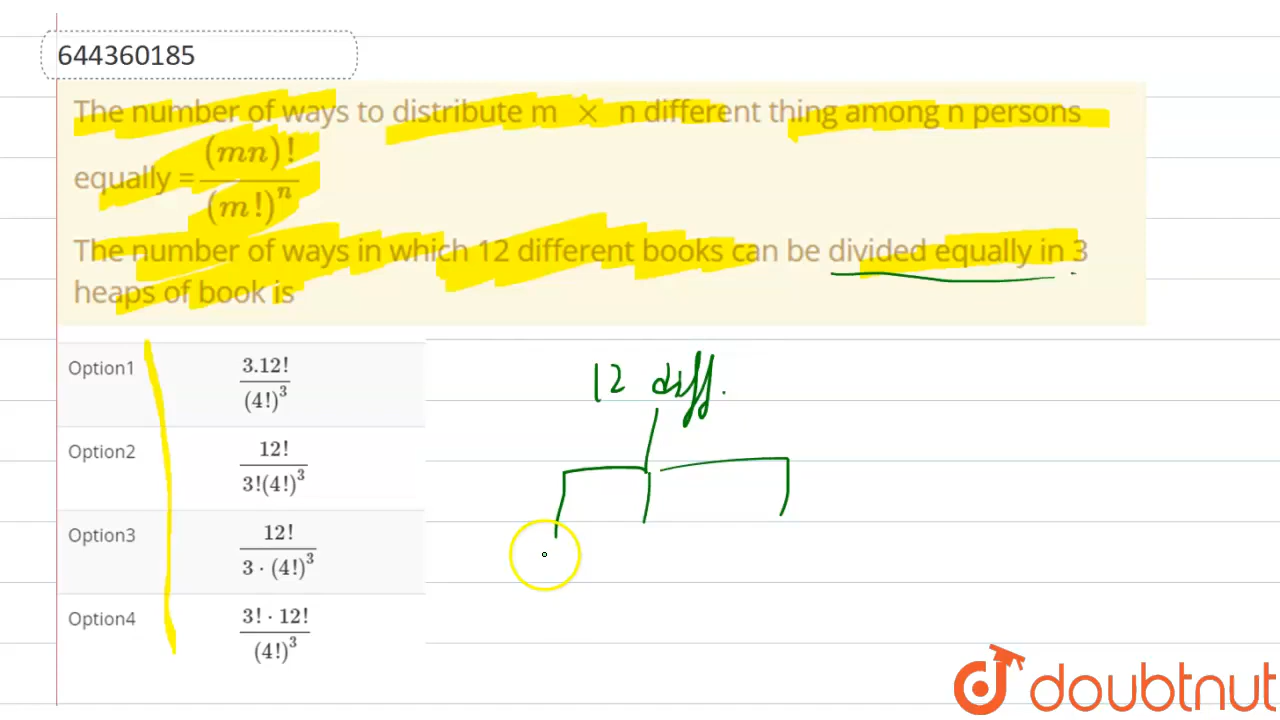 644360185
The number of ways to distribute m × n different thing among n persons
equally = (mn)! / (m!)^n
The number of ways in which 12 different books can be divided equally in 3
heaps of book is
Option1 3.12! / (4!)^3
Option2 12! / 3!(4!)^3
Option3 12! / 3·(4!)^3
Option4 3!·12! / (4!)^3
12 diff.
doubtnut